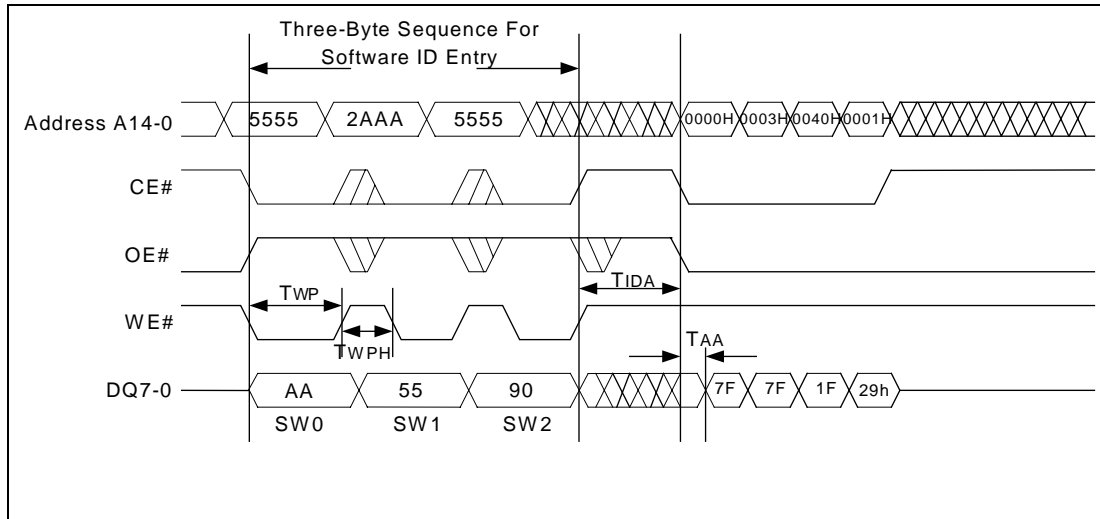 Three-Byte Sequence For
Software ID Entry
Address A14-0
5555
2AAA
5555
0000H
0003H
0040H
0001H
CE#
OE#
TIDA
TWP
WE#
TWPH
TAA
DQ7-0
AA
55
90
7F
7F
1F
29h
SW0
SW1
SW2